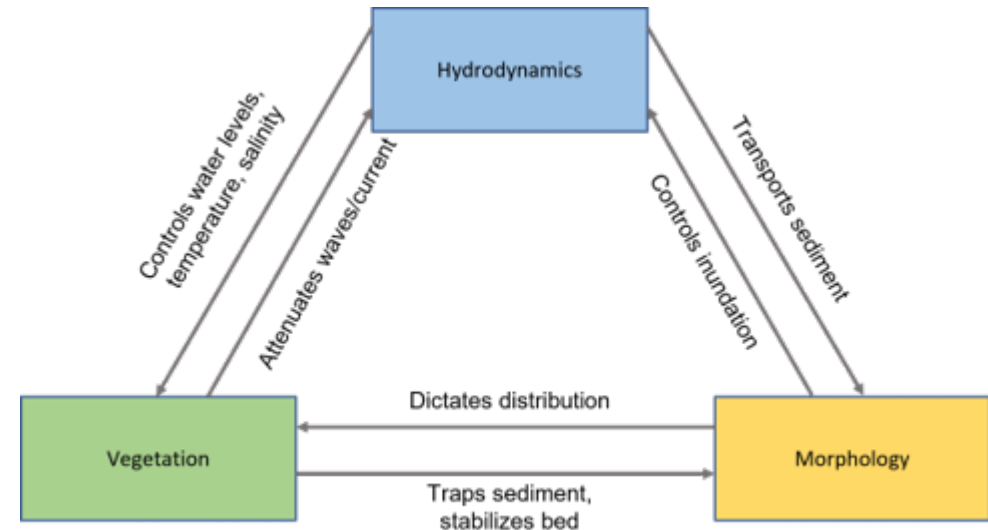 Hydrodynamics
Controls water levels,
temperature, salinity
Attenuates waves/current
Controls inundation
Transports sediment
Dictates distribution
Vegetation
Morphology
Traps sediment,
stabilizes bed